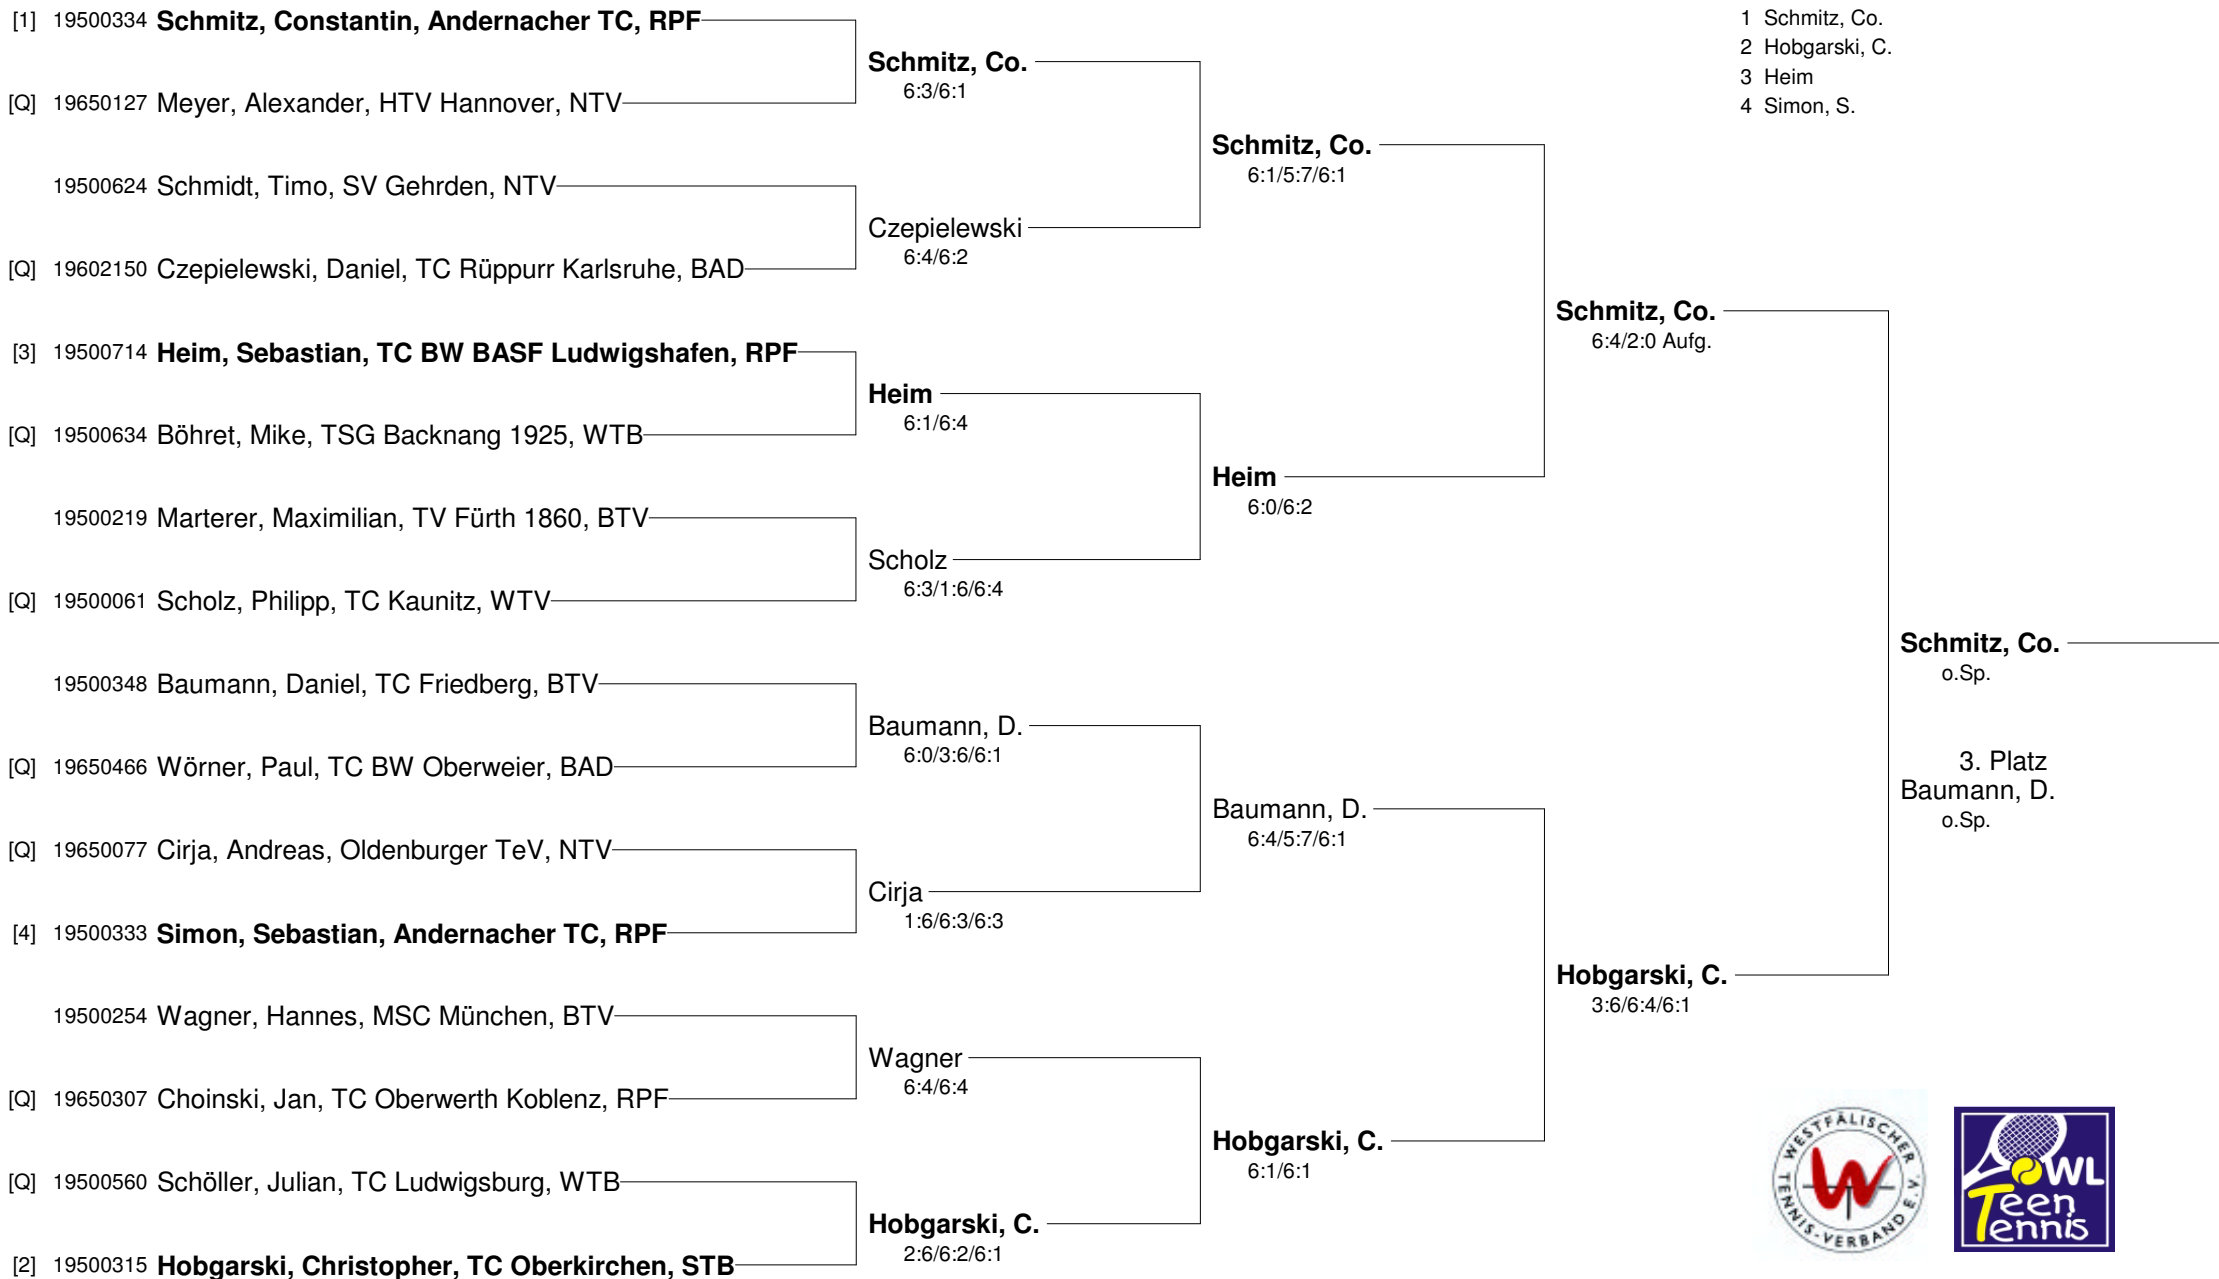 [1] 19500334 Schmitz, Constantin, Andernacher TC, RPF
[Q] 19650127 Meyer, Alexander, HTV Hannover, NTV
19500624 Schmidt, Timo, SV Gehrden, NTV
[Q] 19602150 Czepielewski, Daniel, TC Rüppurr Karlsruhe, BAD
[3] 19500714 Heim, Sebastian, TC BW BASF Ludwigshafen, RPF
[Q] 19500634 Böhret, Mike, TSG Backnang 1925, WTB
19500219 Marterer, Maximilian, TV Fürth 1860, BTV
[Q] 19500061 Scholz, Philipp, TC Kaunitz, WTV
19500348 Baumann, Daniel, TC Friedberg, BTV
[Q] 19650466 Wörner, Paul, TC BW Oberweier, BAD
[Q] 19650077 Cirja, Andreas, Oldenburger TeV, NTV
[4] 19500333 Simon, Sebastian, Andernacher TC, RPF
19500254 Wagner, Hannes, MSC München, BTV
[Q] 19650307 Choinski, Jan, TC Oberwerth Koblenz, RPF
[Q] 19500560 Schöller, Julian, TC Ludwigsburg, WTB
[2] 19500315 Hobgarski, Christopher, TC Oberkirchen, STB
Schmitz, Co.
6:3/6:1
Czepielewski
6:4/6:2
Heim
6:1/6:4
Scholz
6:3/1:6/6:4
Baumann, D.
6:0/3:6/6:1
Cirja
1:6/6:3/6:3
Wagner
6:4/6:4
Hobgarski, C.
2:6/6:2/6:1
Schmitz, Co.
6:1/5:7/6:1
Heim
6:0/6:2
Baumann, D.
6:4/5:7/6:1
Hobgarski, C.
6:1/6:1
Schmitz, Co.
6:4/2:0 Aufg.
Hobgarski, C.
3:6/6:4/6:1
Schmitz, Co.
o.Sp.
3. Platz
Baumann, D.
o.Sp.
1 Schmitz, Co.
2 Hobgarski, C.
3 Heim
4 Simon, S.
WESTFÄLISCHER
TENNIS-VERBAND E.V.
OWL
Teen
Tennis